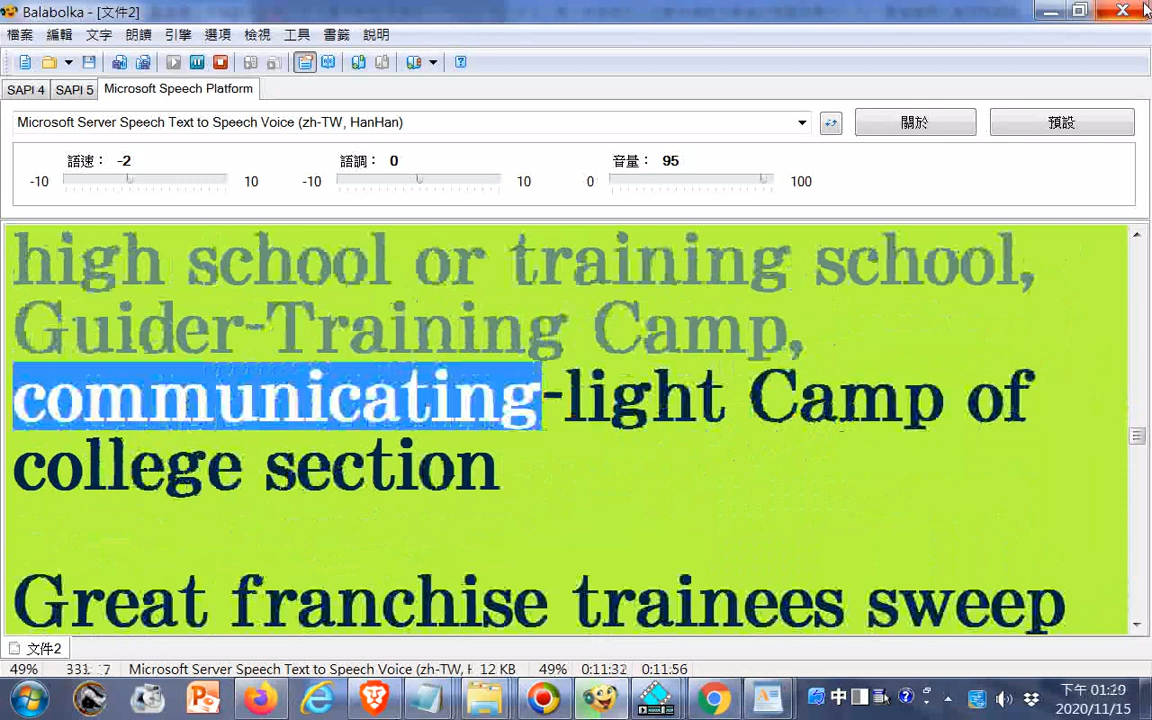 Balabolka - [文件2]
檔案 編輯 文字 朗讀 引擎 選項 檢視 工具 書籤 說明
SAPI 4 SAPI 5 Microsoft Speech Platform
Microsoft Server Speech Text to Speech Voice (zh-TW, HanHan) 關於 預設
語速： -2 語調： 0 音量： 95
-10 10 -10 10 0 100
high school or training school,
Guider-Training Camp,
communicating-light Camp of
college section
Great franchise trainees sweep
文件2
49% Microsoft Server Speech Text to Speech Voice (zh-TW, H 12 KB 49% 0:11:32 0:11:56
中 下午 01:29
2020/11/15